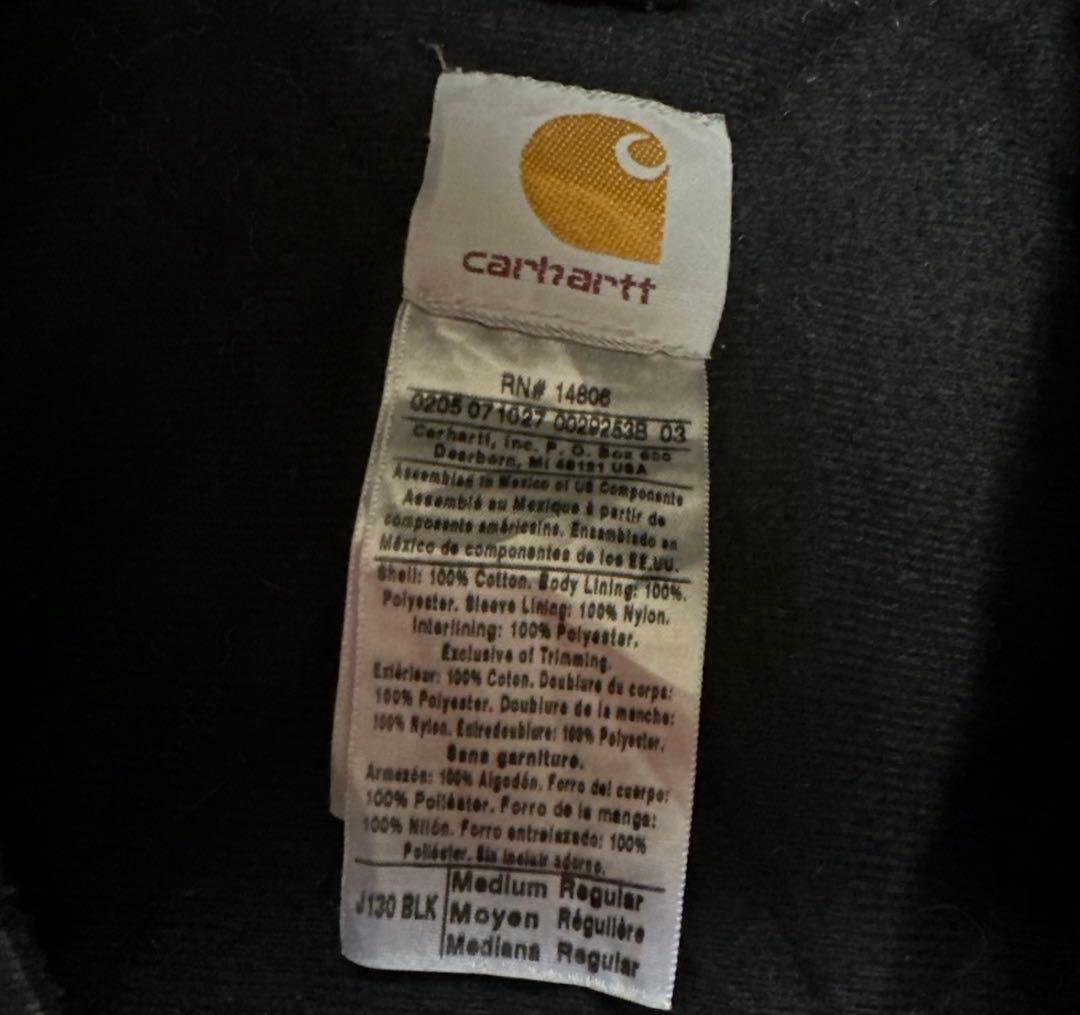 carhartt
RN# 14806
0205 071027 0029253B 03
Carhartt, Inc. P. O. Box 600
Dearborn, MI 48121 USA
Assembled in Mexico of US Components
Assemblé au Mexique à partir de
composants américains. Ensamblado en
México de componentes de los EE.UU.
Shell: 100% Cotton. Body Lining: 100%.
Polyester. Sleeve Lining: 100% Nylon.
Interlining: 100% Polyester.
Exclusive of Trimming.
Extérieur: 100% Coton. Doublure du corps:
100% Polyester. Doublure de la manche:
100% Nylon. Entredoublure: 100% Polyester.
Sans garniture.
Armazón: 100% Algodón. Forro del cuerpo:
100% Poliéster. Forro de la manga:
100% Nilón. Forro entrelazado: 100%
Poliéster. Sin incluir adorno.
J130 BLK
Medium Regular
Moyen Régulière
Mediana Regular